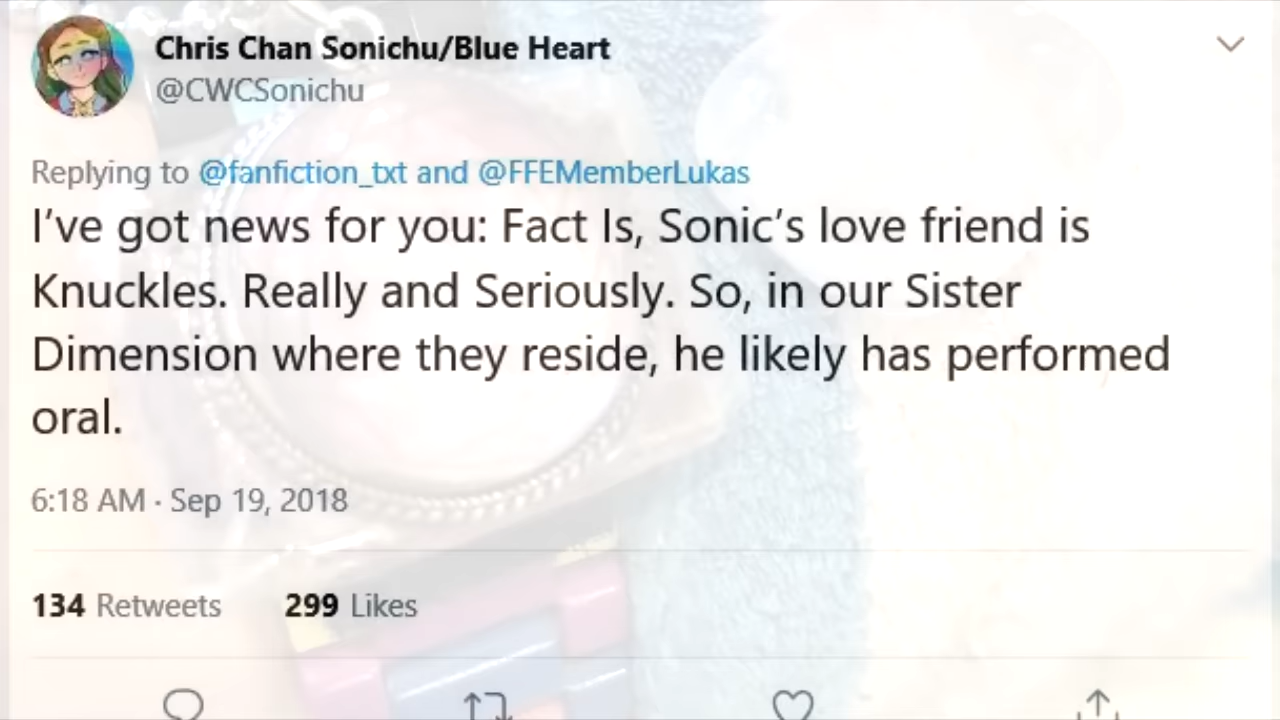 Chris Chan Sonichu/Blue Heart
@CWCSonichu
Replying to @fanfiction_txt and @FFEMemberLukas
I’ve got news for you: Fact Is, Sonic’s love friend is
Knuckles. Really and Seriously. So, in our Sister
Dimension where they reside, he likely has performed
oral.
6:18 AM · Sep 19, 2018
134 Retweets 299 Likes